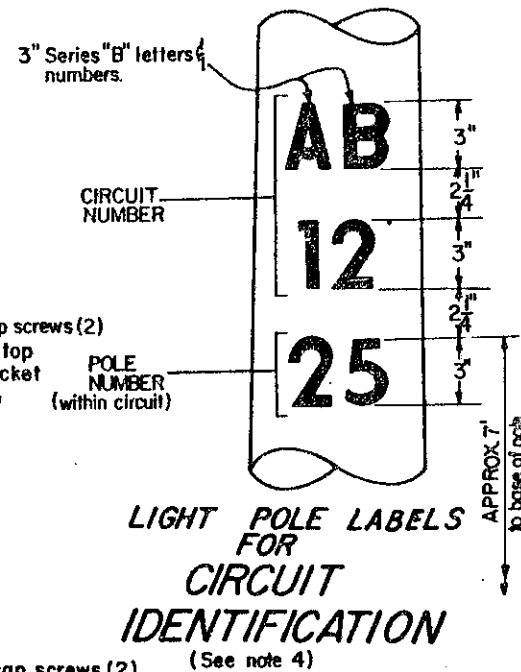 3" Series "B" letters &
numbers.
AB
3"
CIRCUIT
NUMBER
2 1/4"
12
3"
2 1/4"
screws (2)
top
POLE
NUMBER
(within circuit)
25
3"
APPROX. 7'
to base of pole
LIGHT POLE LABELS
FOR
CIRCUIT
IDENTIFICATION
(See note 4)
screws (2)